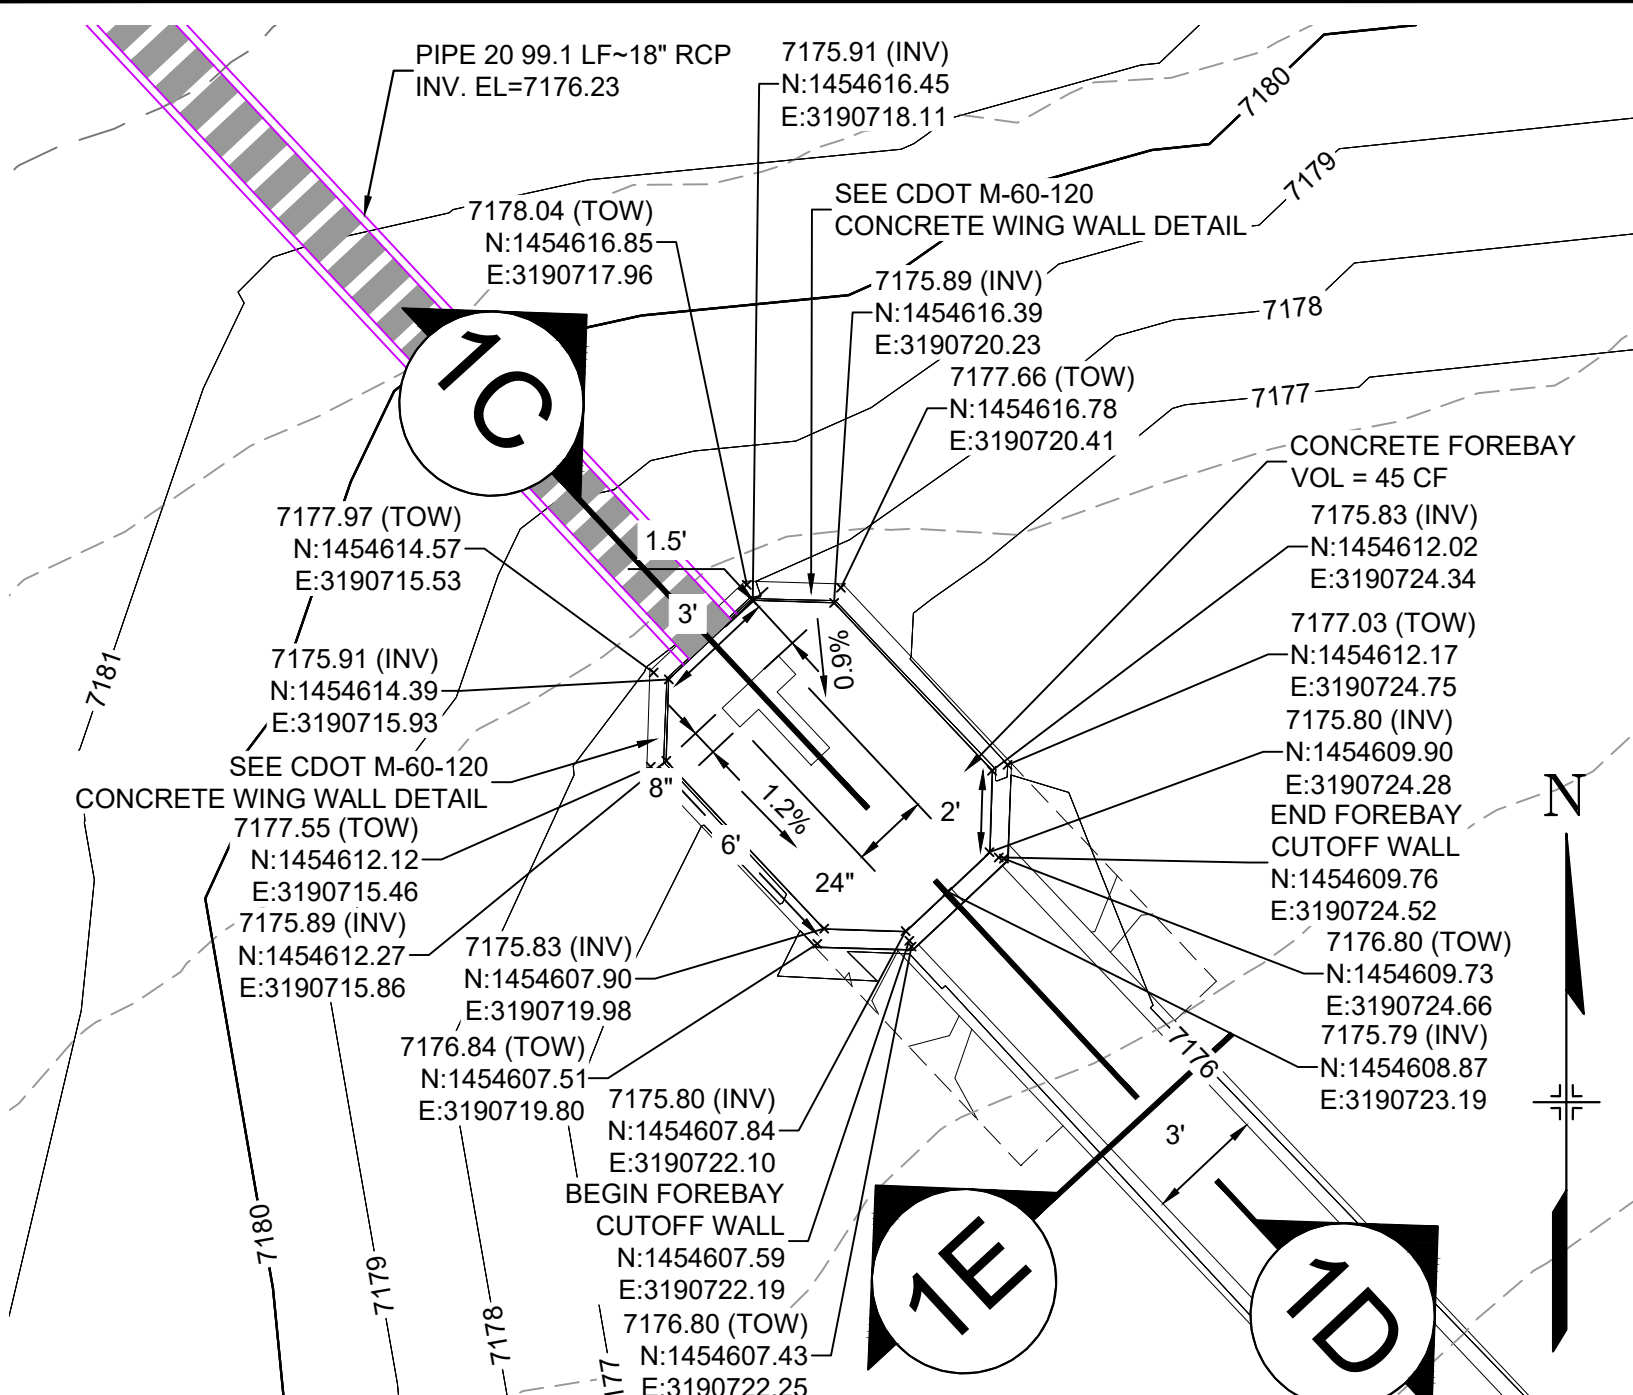 PIPE 20 99.1 LF~18" RCP
INV. EL=7176.23
7175.91 (INV)
N:1454616.45
E:3190718.11
7180
7179
7178.04 (TOW)
N:1454616.85
E:3190717.96
SEE CDOT M-60-120
CONCRETE WING WALL DETAIL
7175.89 (INV)
N:1454616.39
E:3190720.23
7178
7177.66 (TOW)
N:1454616.78
E:3190720.41
7177
1C
CONCRETE FOREBAY
VOL = 45 CF
7175.83 (INV)
N:1454612.02
E:3190724.34
7177.97 (TOW)
N:1454614.57
E:3190715.53
1.5'
3'
0.9%
7177.03 (TOW)
N:1454612.17
E:3190724.75
7181
7175.91 (INV)
N:1454614.39
E:3190715.93
7175.80 (INV)
N:1454609.90
E:3190724.28
SEE CDOT M-60-120
CONCRETE WING WALL DETAIL
8"
1.2%
2'
6'
24"
N
END FOREBAY
CUTOFF WALL
N:1454609.76
E:3190724.52
7177.55 (TOW)
N:1454612.12
E:3190715.46
7175.89 (INV)
N:1454612.27
E:3190715.86
7175.83 (INV)
N:1454607.90
E:3190719.98
7176.80 (TOW)
N:1454609.73
E:3190724.66
7175.79 (INV)
N:1454608.87
E:3190723.19
7176
7176.84 (TOW)
N:1454607.51
E:3190719.80
7175.80 (INV)
N:1454607.84
E:3190722.10
3'
BEGIN FOREBAY
CUTOFF WALL
N:1454607.59
E:3190722.19
7180
7179
7178
1E
1D
7176.80 (TOW)
N:1454607.43
E:3190722.25
177